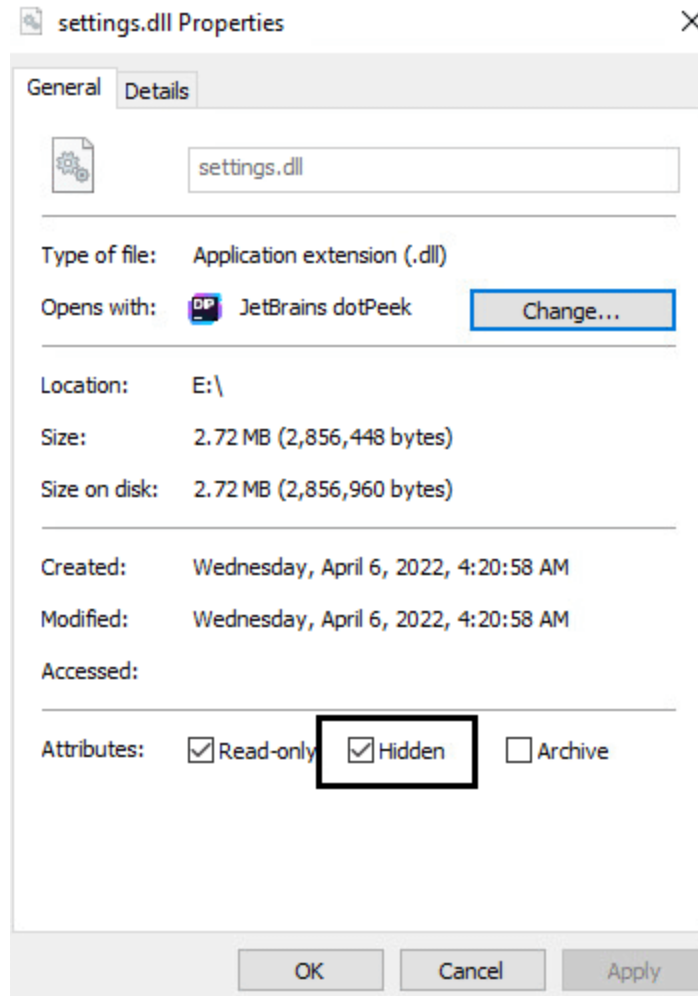 settings.dll Properties
General Details
settings.dll
Type of file: Application extension (.dll)
Opens with: DP JetBrains dotPeek Change...
Location: E:\
Size: 2.72 MB (2,856,448 bytes)
Size on disk: 2.72 MB (2,856,960 bytes)
Created: Wednesday, April 6, 2022, 4:20:58 AM
Modified: Wednesday, April 6, 2022, 4:20:58 AM
Accessed:
Attributes: Read-only Hidden Archive
OK Cancel Apply